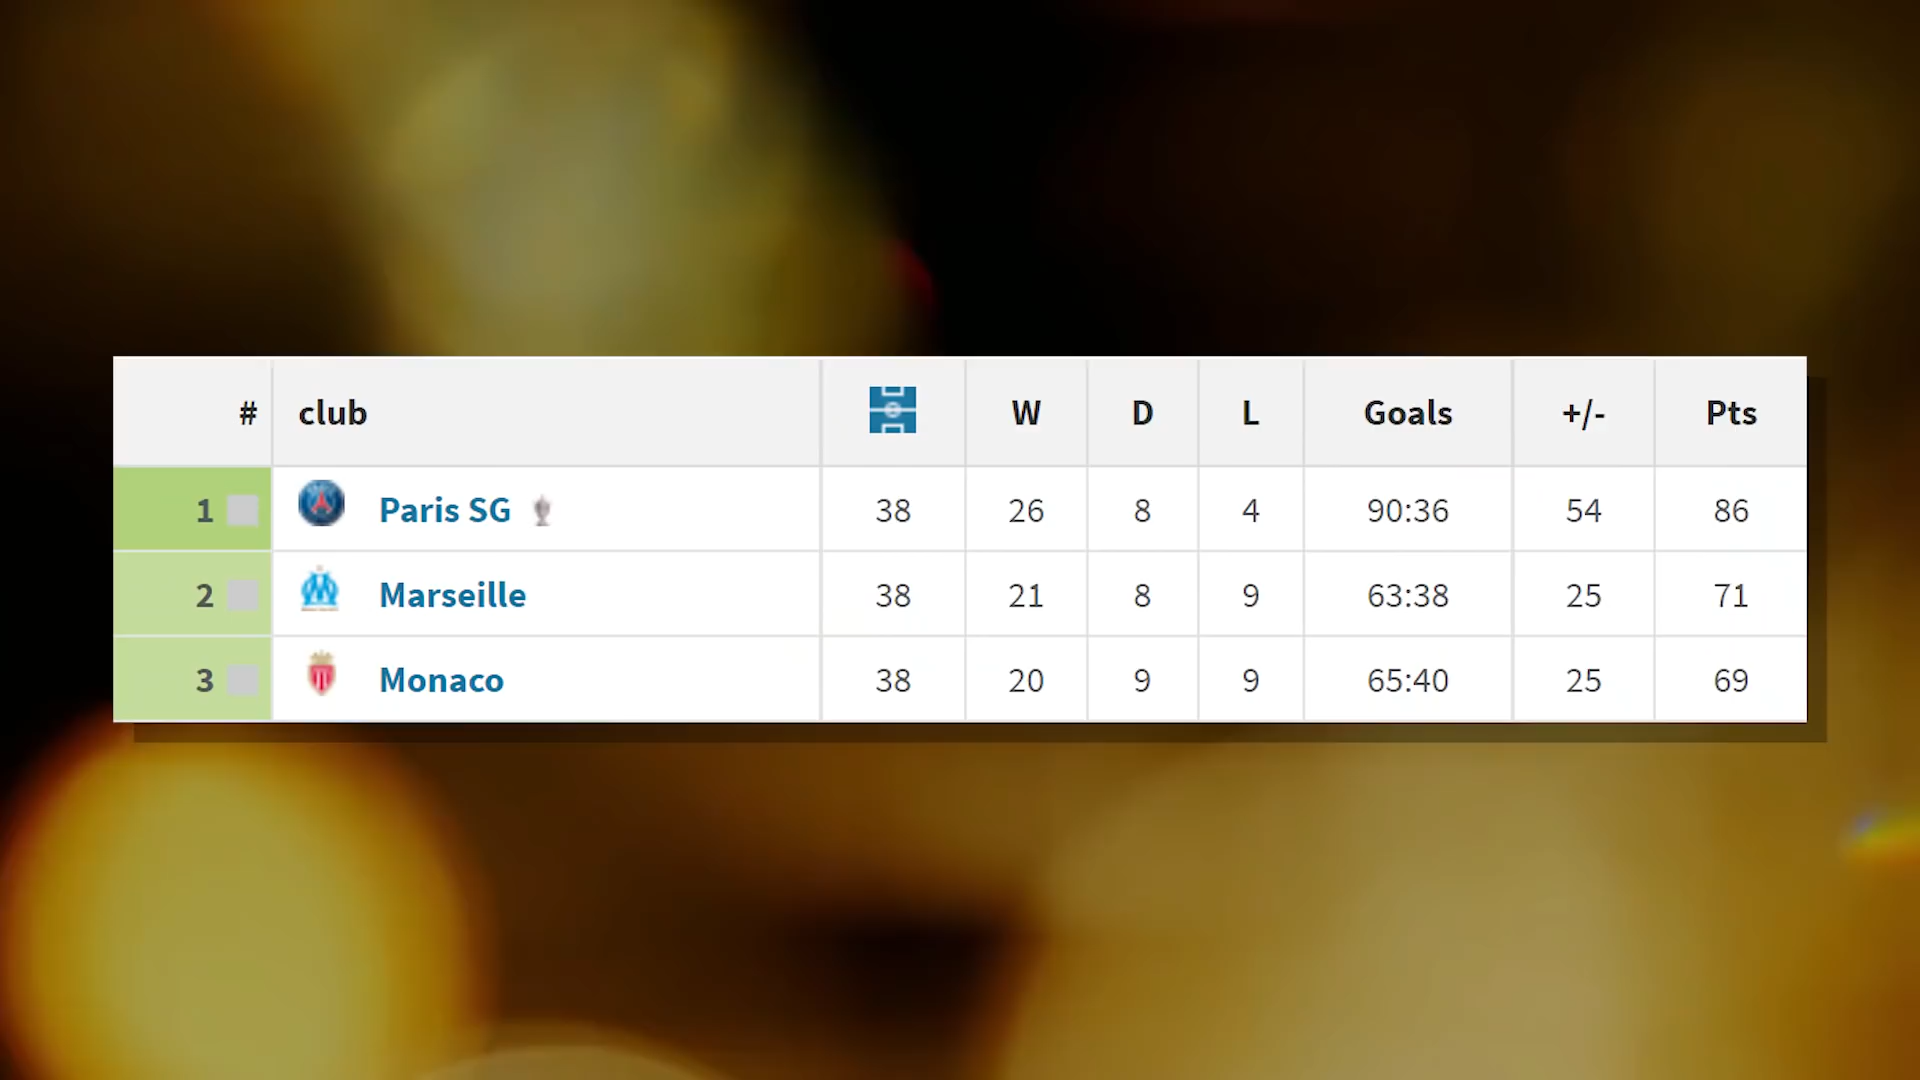 # club W D L Goals +/- Pts
1 Paris SG 38 26 8 4 90:36 54 86
2 Marseille 38 21 8 9 63:38 25 71
3 Monaco 38 20 9 9 65:40 25 69